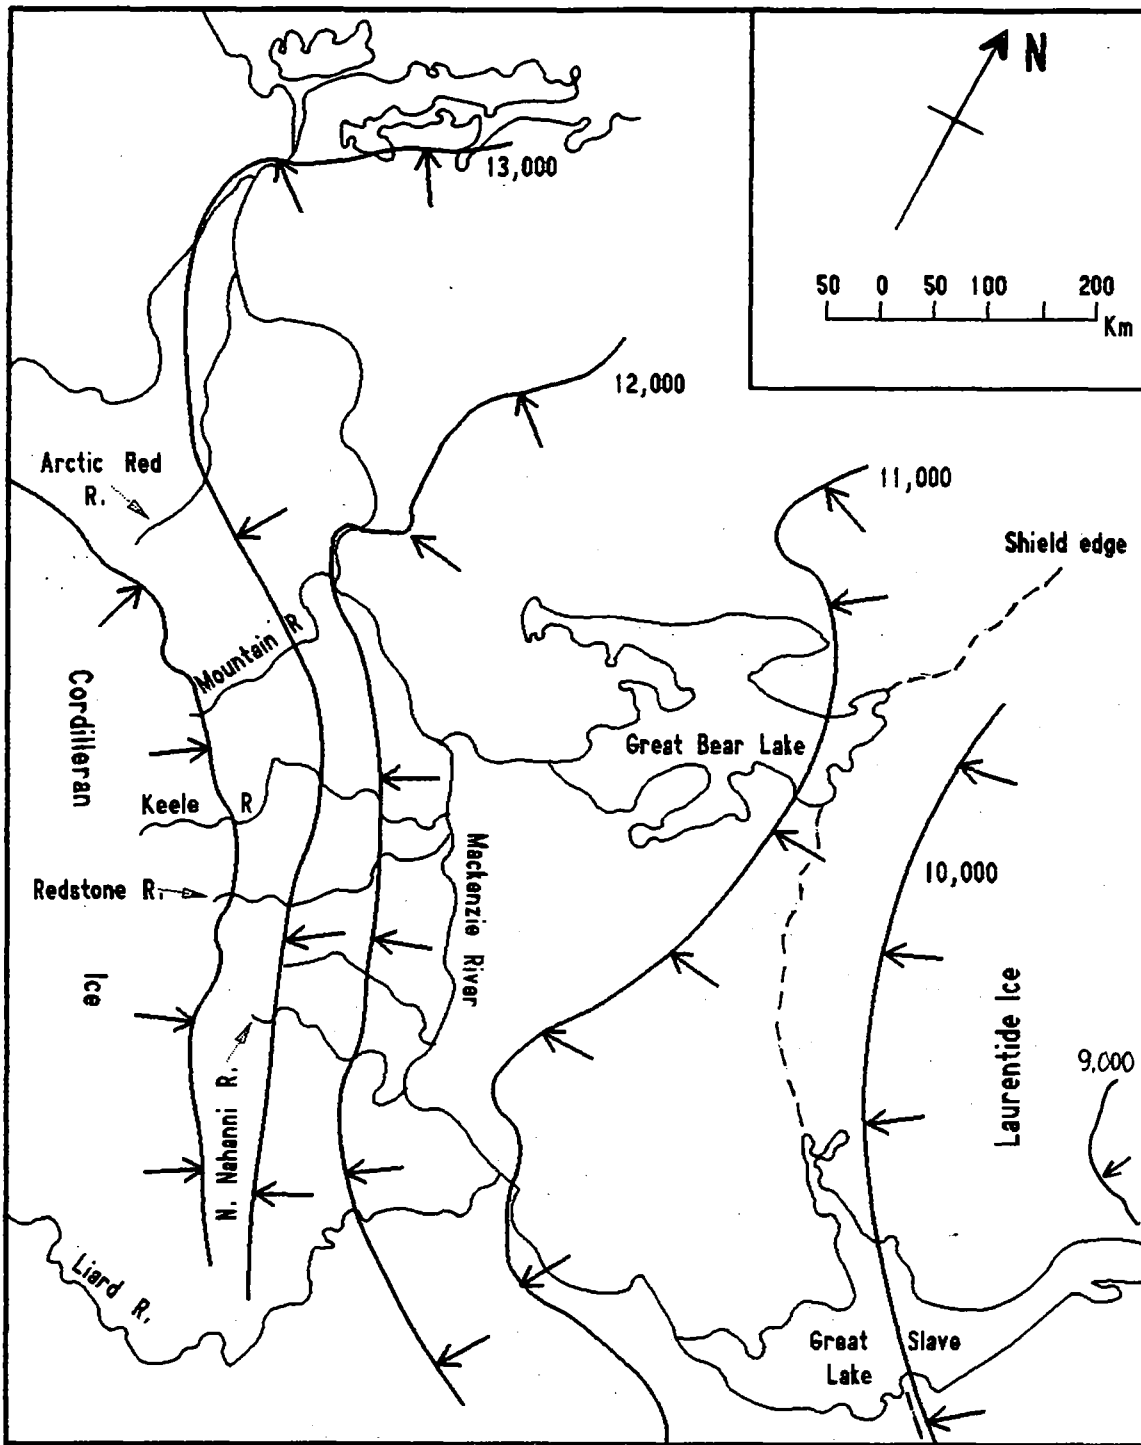 N
50 0 50 100 200
Km
13,000
12,000
11,000
Arctic Red
R.
Shield edge
Mountain R
Cordilleran
Ice
Great Bear Lake
Keele R
Redstone R.
Mackenzie
River
10,000
Laurentide Ice
9,000
N. Nahanni R.
Liard R.
Great Slave
Lake